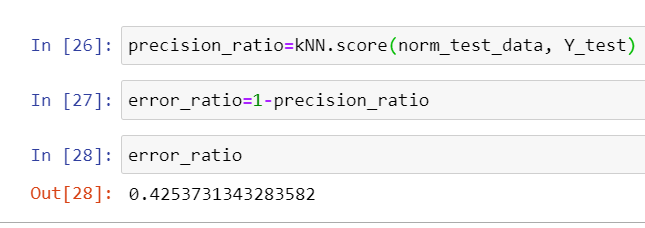 In [26]: precision_ratio=kNN.score(norm_test_data, Y_test)
In [27]: error_ratio=1-precision_ratio
In [28]: error_ratio
Out[28]: 0.4253731343283582